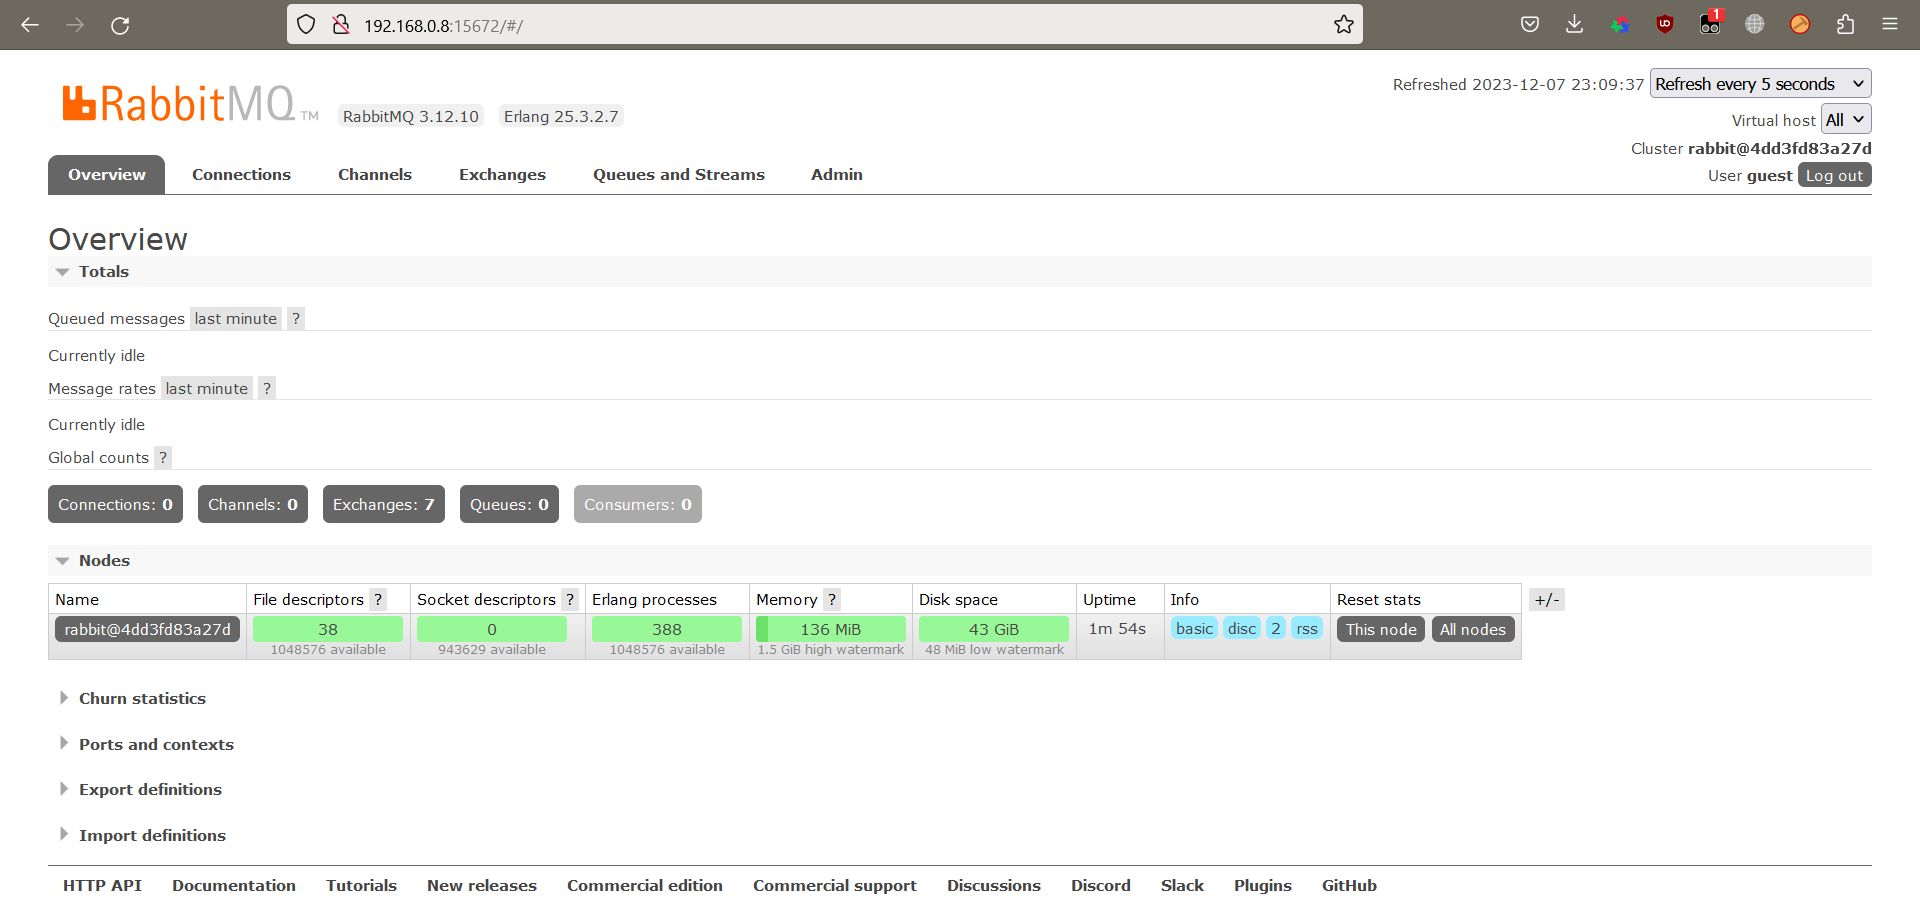 192.168.0.8:15672/#/
1
RabbitMQ TM RabbitMQ 3.12.10 Erlang 25.3.2.7
Refreshed 2023-12-07 23:09:37 Refresh every 5 seconds
Virtual host All
Cluster rabbit@4dd3fd83a27d
User guest Log out
Overview Connections Channels Exchanges Queues and Streams Admin
Overview
Totals
Queued messages last minute ?
Currently idle
Message rates last minute ?
Currently idle
Global counts ?
Connections: 0 Channels: 0 Exchanges: 7 Queues: 0 Consumers: 0
Nodes
Name File descriptors ? Socket descriptors ? Erlang processes Memory ? Disk space Uptime Info Reset stats +/-
rabbit@4dd3fd83a27d 38 0 388 136 MiB 43 GiB 1m 54s basic disc 2 rss This node All nodes
1048576 available 943629 available 1048576 available 1.5 GiB high watermark 48 MiB low watermark
Churn statistics
Ports and contexts
Export definitions
Import definitions
HTTP API Documentation Tutorials New releases Commercial edition Commercial support Discussions Discord Slack Plugins GitHub